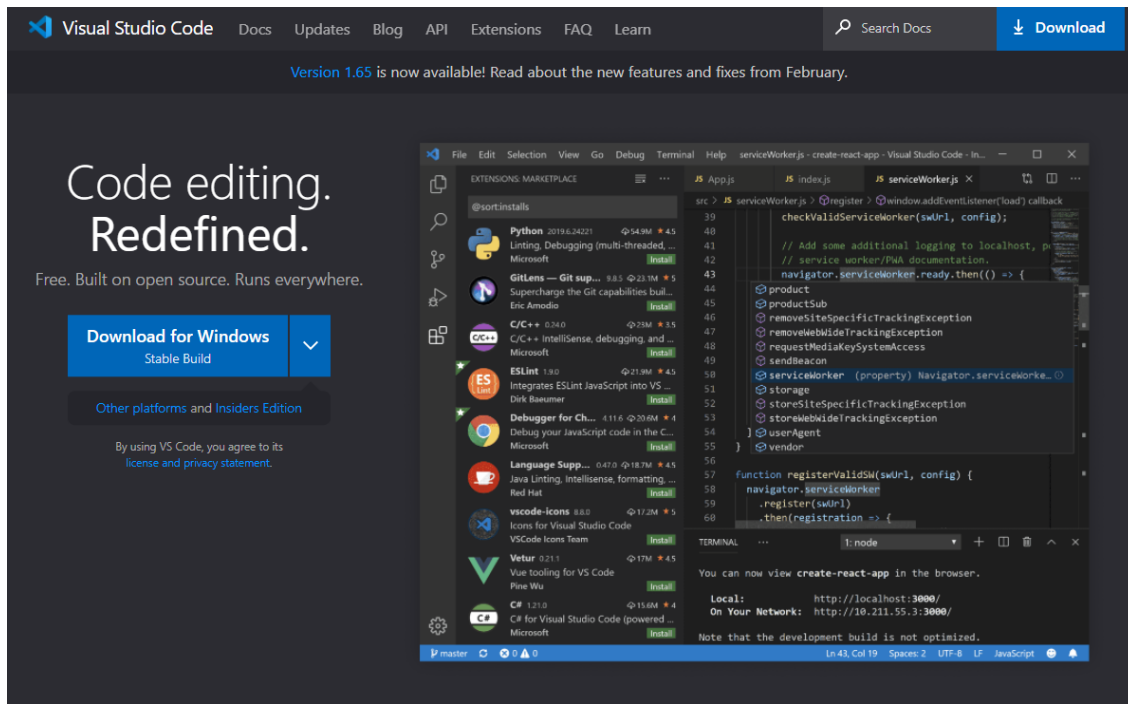 Visual Studio Code Docs Updates Blog API Extensions FAQ Learn Search Docs Download
Version 1.65 is now available! Read about the new features and fixes from February.
Code editing.
Redefined.
Free. Built on open source. Runs everywhere.
Download for Windows
Stable Build
Other platforms and Insiders Edition
By using VS Code, you agree to its
license and privacy statement.
File Edit Selection View Go Debug Terminal Help serviceWorker.js - create-react-app - Visual Studio Code - In...
EXTENSIONS: MARKETPLACE ...
@sort:installs
Python 2019.6.24221 54.9M ★ 4.5
Linting, Debugging (multi-threaded, ...
Microsoft Install
GitLens — Git sup... 9.8.5 23.1M ★ 5
Supercharge the Git capabilities buil...
Eric Amodio Install
C/C++ 0.24.0 23M ★ 3.5
C/C++ IntelliSense, debugging, and ...
Microsoft Install
ESLint 1.9.0 21.9M ★ 4.5
Integrates ESLint JavaScript into VS ...
Dirk Baeumer Install
Debugger for Ch... 4.11.6 20.6M ★ 4
Debug your JavaScript code in the C...
Microsoft Install
Language Supp... 0.47.0 18.7M ★ 4.5
Java Linting, Intellisense, formatting, ...
Red Hat Install
vscode-icons 8.8.0 17.2M ★ 5
Icons for Visual Studio Code
VSCode Icons Team Install
Vetur 0.21.1 17M ★ 4.5
Vue tooling for VS Code
Pine Wu Install
C# 1.21.0 15.6M ★ 4
C# for Visual Studio Code (powered ...
Microsoft Install
C/C++
ES
Lint
C#
JS App.js JS index.js JS serviceWorker.js ...
src > JS serviceWorker.js > register > window.addEventListener('load') callback
39 checkValidServiceWorker(swUrl, config);
40
41 // Add some additional logging to localhost, p
42 // service worker/PWA documentation.
43 navigator.serviceWorker.ready.then(() => {
44 product
45 productSub
46 removeSiteSpecificTrackingException
47 removeWebWideTrackingException
48 requestMediaKeySystemAccess
49 sendBeacon
50 serviceWorker (property) Navigator.serviceWorke...
51 storage
52 storeSiteSpecificTrackingException
53 storeWebWideTrackingException
54 ] userAgent
55 } vendor
56
57 function registerValidSW(swUrl, config) {
58 navigator.serviceWorker
59 .register(swUrl)
60 .then(registration => {
TERMINAL ... 1: node
You can now view create-react-app in the browser.
Local: http://localhost:3000/
On Your Network: http://10.211.55.3:3000/
Note that the development build is not optimized.
master 0 0 Ln 43, Col 19 Spaces: 2 UTF-8 LF JavaScript